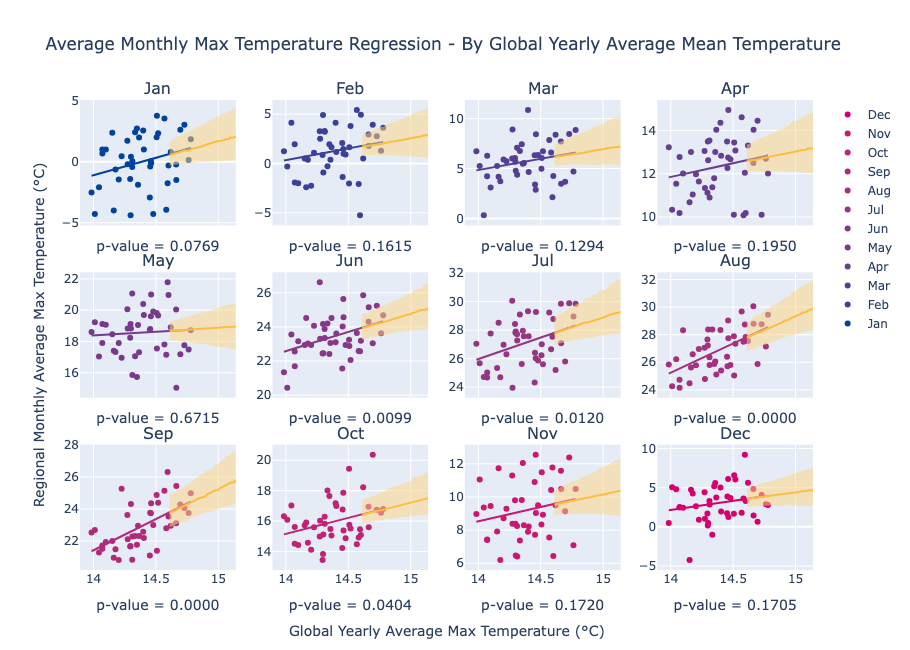 Average Monthly Max Temperature Regression - By Global Yearly Average Mean Temperature
Jan
Feb
Mar
Apr
5
0
−5
5
0
−5
10
5
0
14
12
10
p-value = 0.0769
p-value = 0.1615
p-value = 0.1294
p-value = 0.1950
May
Jun
Jul
Aug
22
20
18
16
26
24
22
20
32
30
28
26
24
32
30
28
26
24
p-value = 0.6715
p-value = 0.0099
p-value = 0.0120
p-value = 0.0000
Sep
Oct
Nov
Dec
28
26
24
22
20
18
16
14
12
10
8
6
10
5
0
−5
14
14.5
15
14
14.5
15
14
14.5
15
14
14.5
15
p-value = 0.0000
p-value = 0.0404
p-value = 0.1720
p-value = 0.1705
Global Yearly Average Max Temperature (°C)
Regional Monthly Average Max Temperature (°C)
Dec
Nov
Oct
Sep
Aug
Jul
Jun
May
Apr
Mar
Feb
Jan